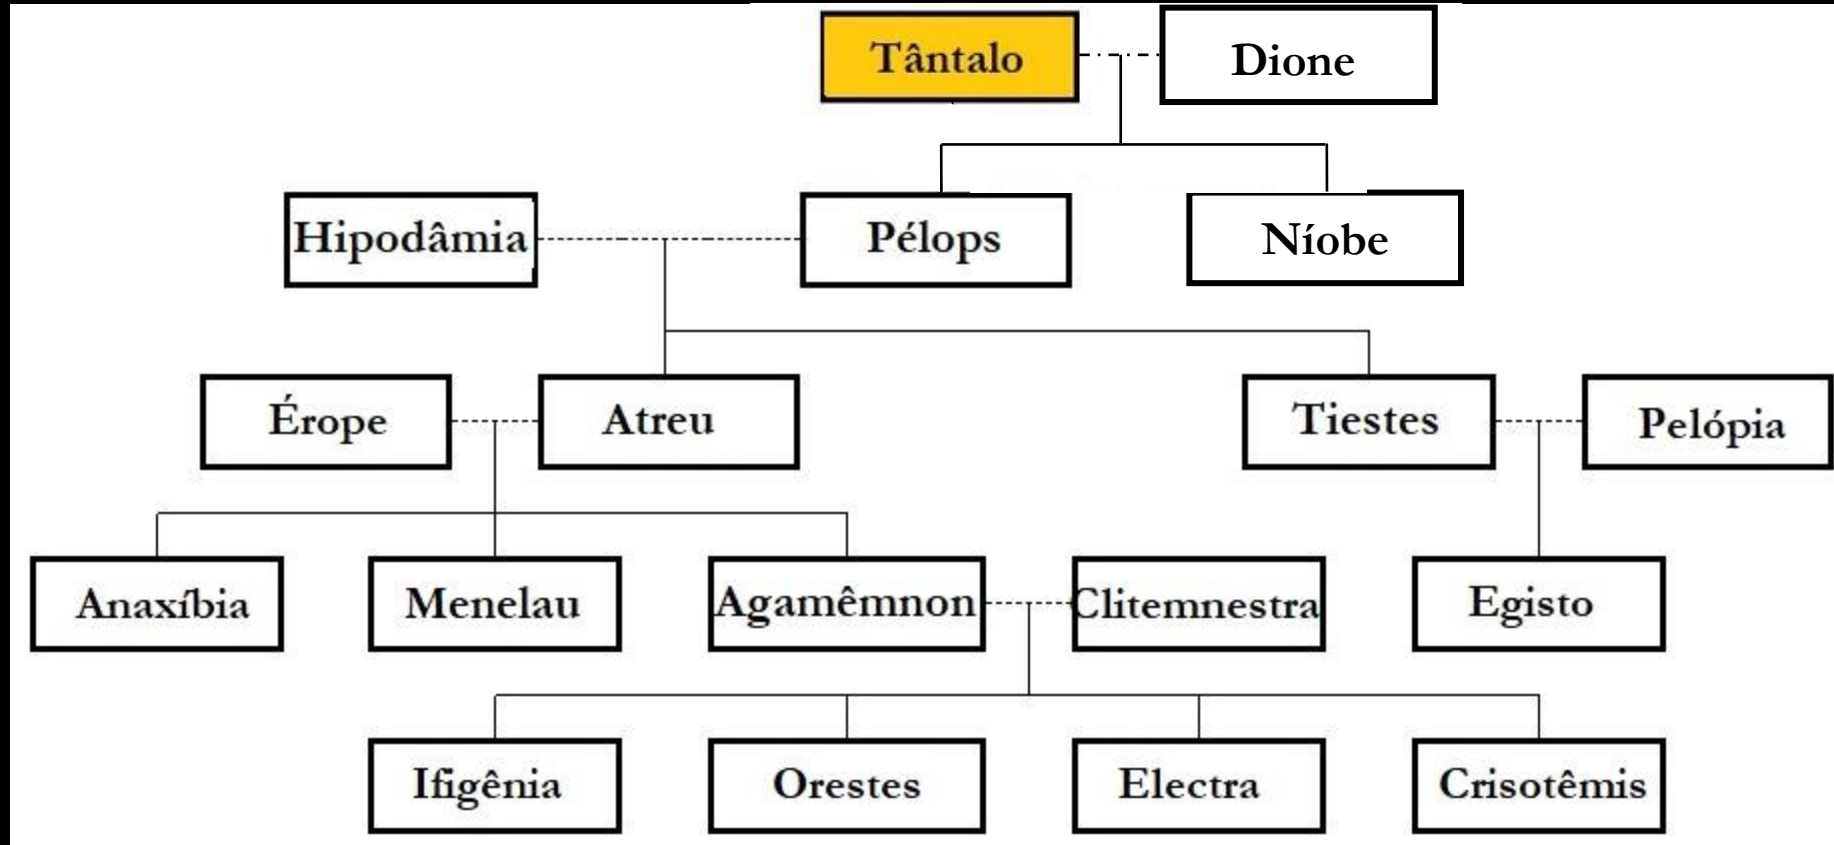 Tântalo
Dione
Hipodâmia
Pélops
Níobe
Érope
Atreu
Tiestes
Pelópia
Anaxíbia
Menelau
Agamêmnon
Clitemnestra
Egisto
Ifigênia
Orestes
Electra
Crisotêmis